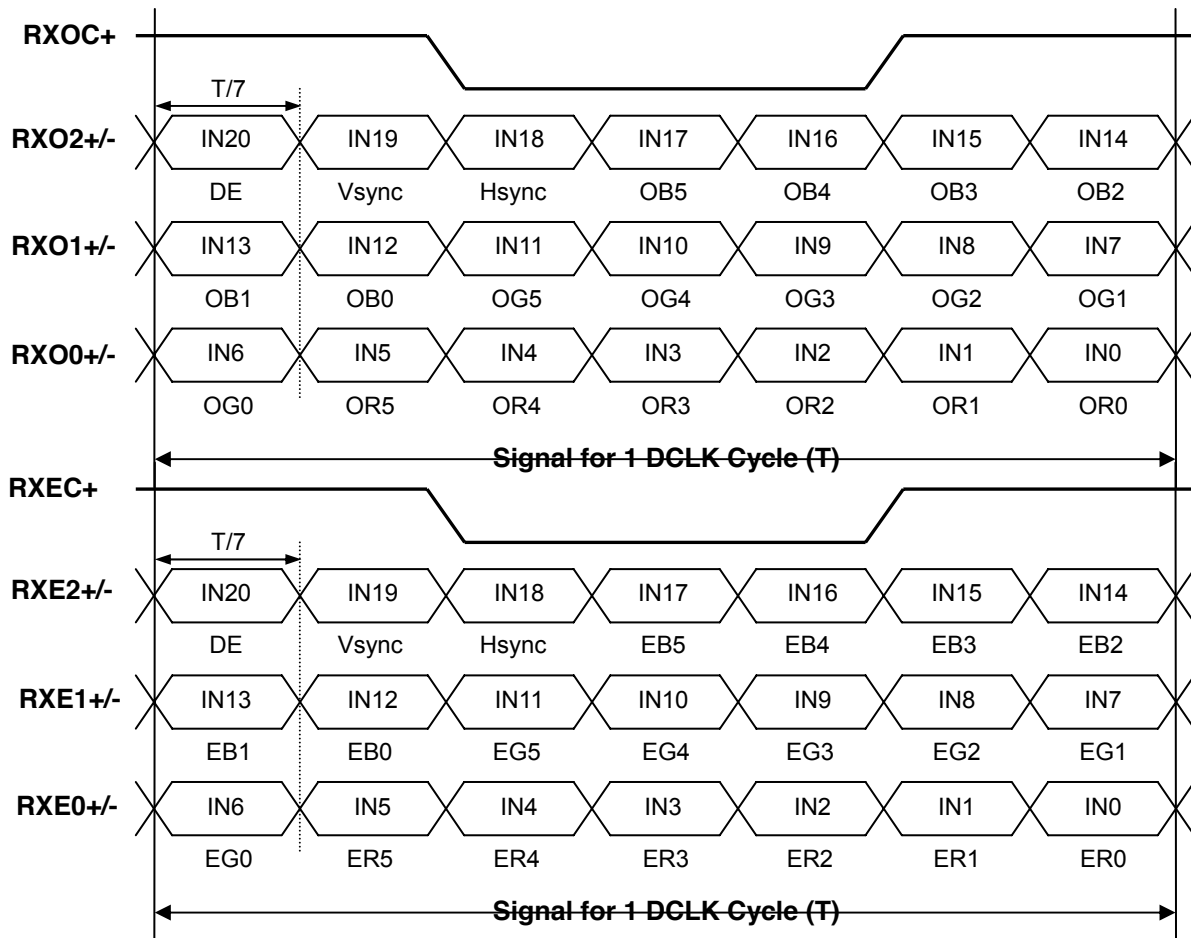 RXOC+
T/7
RXO2+/- IN20 IN19 IN18 IN17 IN16 IN15 IN14
DE Vsync Hsync OB5 OB4 OB3 OB2
RXO1+/- IN13 IN12 IN11 IN10 IN9 IN8 IN7
OB1 OB0 OG5 OG4 OG3 OG2 OG1
RXO0+/- IN6 IN5 IN4 IN3 IN2 IN1 IN0
OG0 OR5 OR4 OR3 OR2 OR1 OR0
Signal for 1 DCLK Cycle (T)
RXEC+
T/7
RXE2+/- IN20 IN19 IN18 IN17 IN16 IN15 IN14
DE Vsync Hsync EB5 EB4 EB3 EB2
RXE1+/- IN13 IN12 IN11 IN10 IN9 IN8 IN7
EB1 EB0 EG5 EG4 EG3 EG2 EG1
RXE0+/- IN6 IN5 IN4 IN3 IN2 IN1 IN0
EG0 ER5 ER4 ER3 ER2 ER1 ER0
Signal for 1 DCLK Cycle (T)